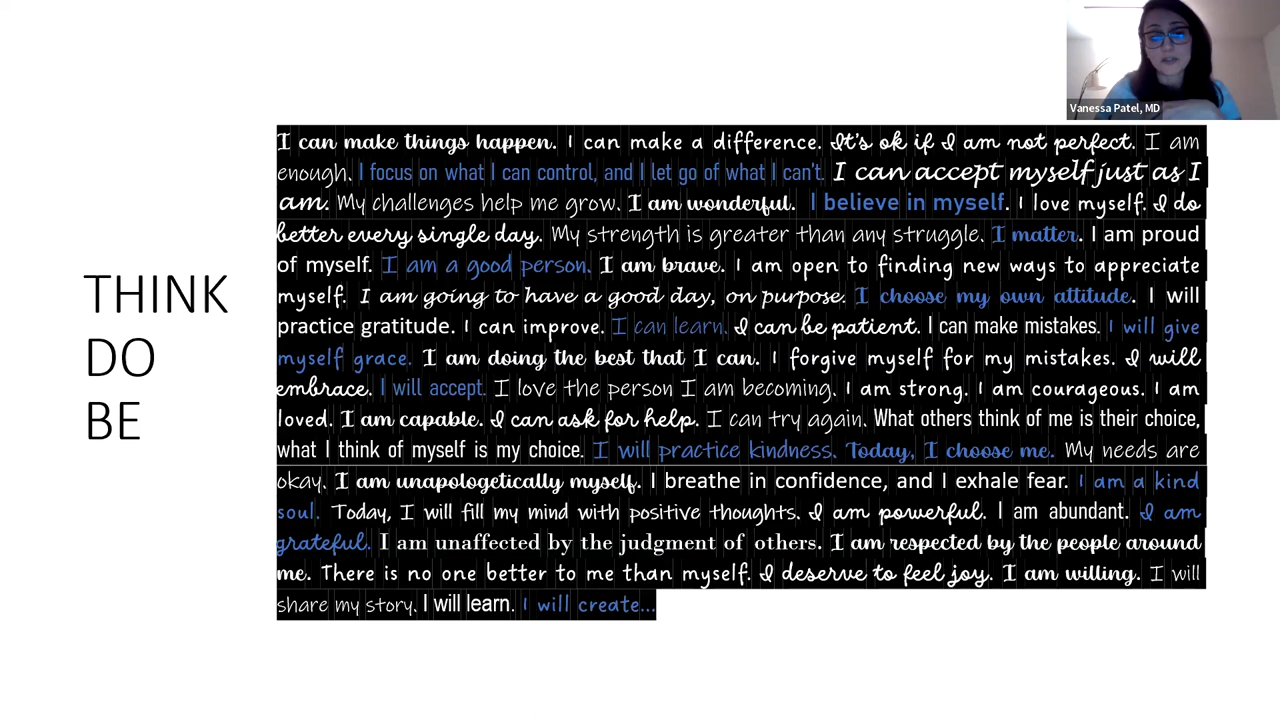 Vanessa Patel, MD
THINK
DO
BE
I can make things happen. I can make a difference. It's ok if I am not perfect. I am
enough. I focus on what I can control, and I let go of what I can't. I can accept myself just as I
am. My challenges help me grow. I am wonderful. I believe in myself. I love myself. I do
better every single day. My strength is greater than any struggle. I matter. I am proud
of myself. I am a good person. I am brave. I am open to finding new ways to appreciate
myself. I am going to have a good day, on purpose. I choose my own attitude. I will
practice gratitude. I can improve. I can learn. I can be patient. I can make mistakes. I will give
myself grace. I am doing the best that I can. I forgive myself for my mistakes. I will
embrace. I will accept. I love the person I am becoming. I am strong. I am courageous. I am
loved. I am capable. I can ask for help. I can try again. What others think of me is their choice,
what I think of myself is my choice. I will practice kindness. Today, I choose me. My needs are
okay. I am unapologetically myself. I breathe in confidence, and I exhale fear. I am a kind
soul. Today, I will fill my mind with positive thoughts. I am powerful. I am abundant. I am
grateful. I am unaffected by the judgment of others. I am respected by the people around
me. There is no one better to me than myself. I deserve to feel joy. I am willing. I will
share my story. I will learn. I will create...